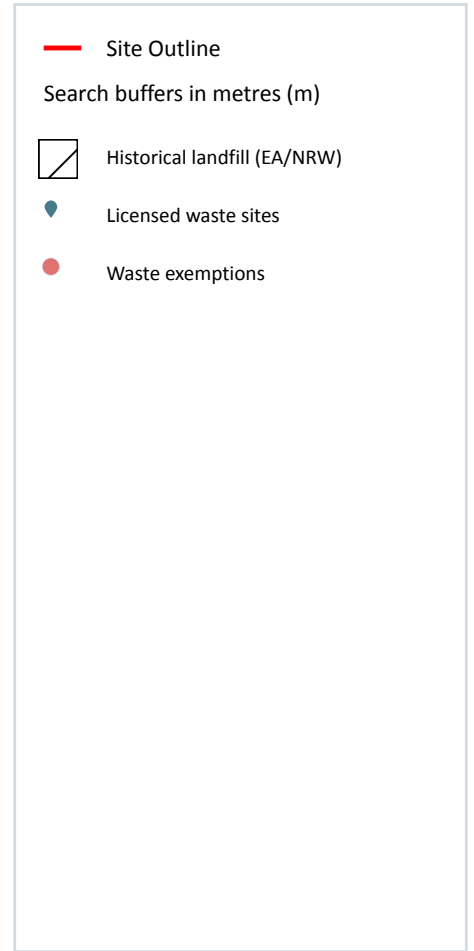 Site Outline
Search buffers in metres (m)
Historical landfill (EA/NRW)
Licensed waste sites
Waste exemptions